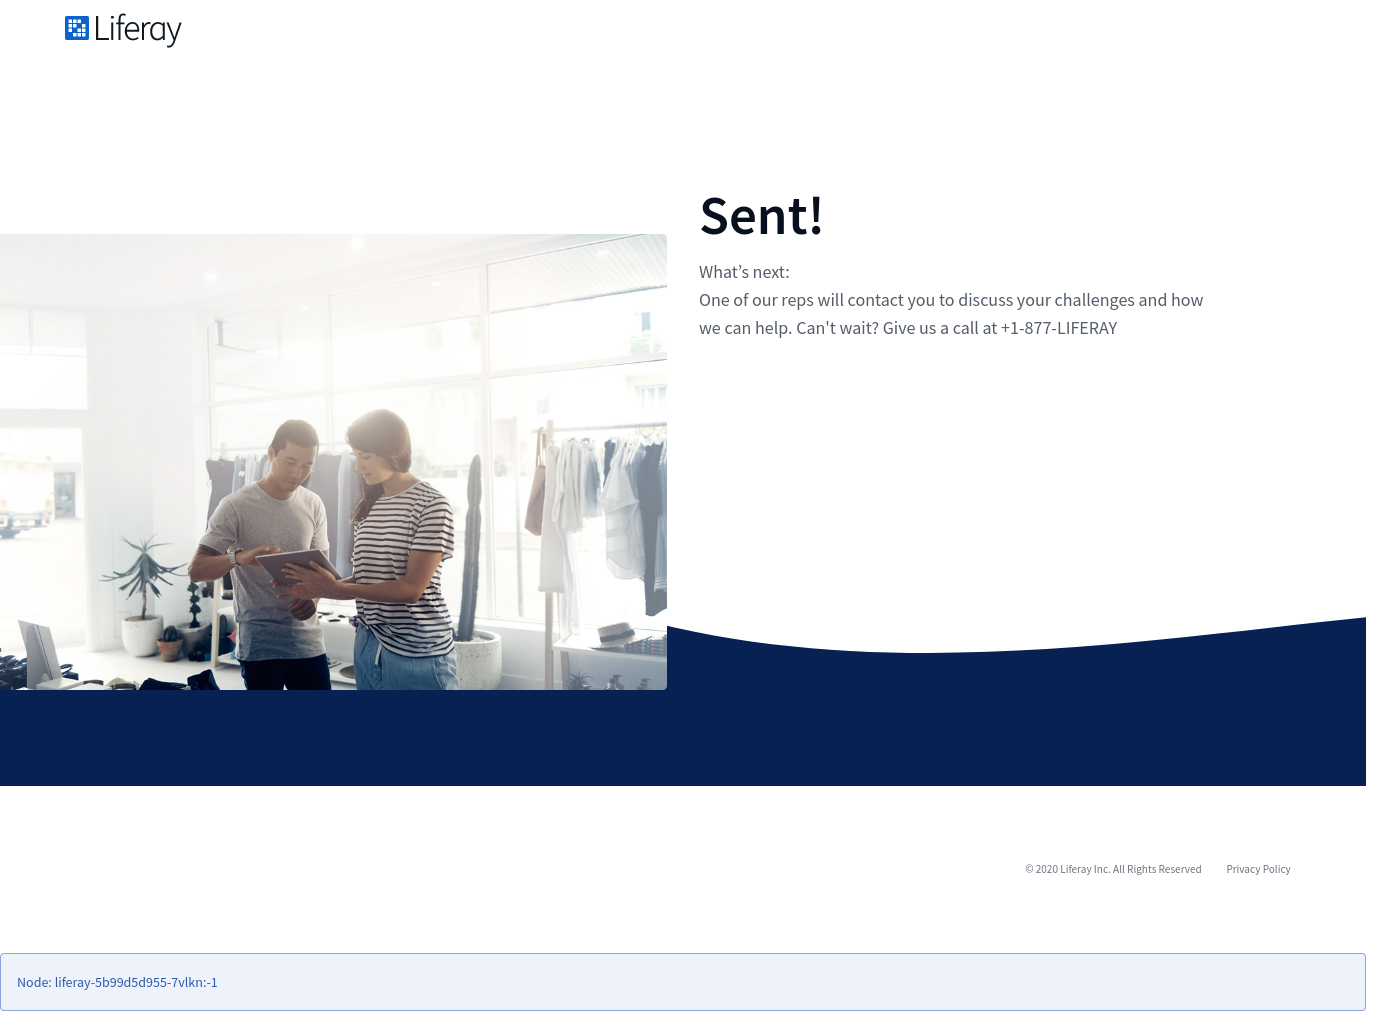 Liferay
Sent!
What’s next:
One of our reps will contact you to discuss your challenges and how
we can help. Can't wait? Give us a call at +1-877-LIFERAY
© 2020 Liferay Inc. All Rights Reserved Privacy Policy
Node: liferay-5b99d5d955-7vlkn:-1